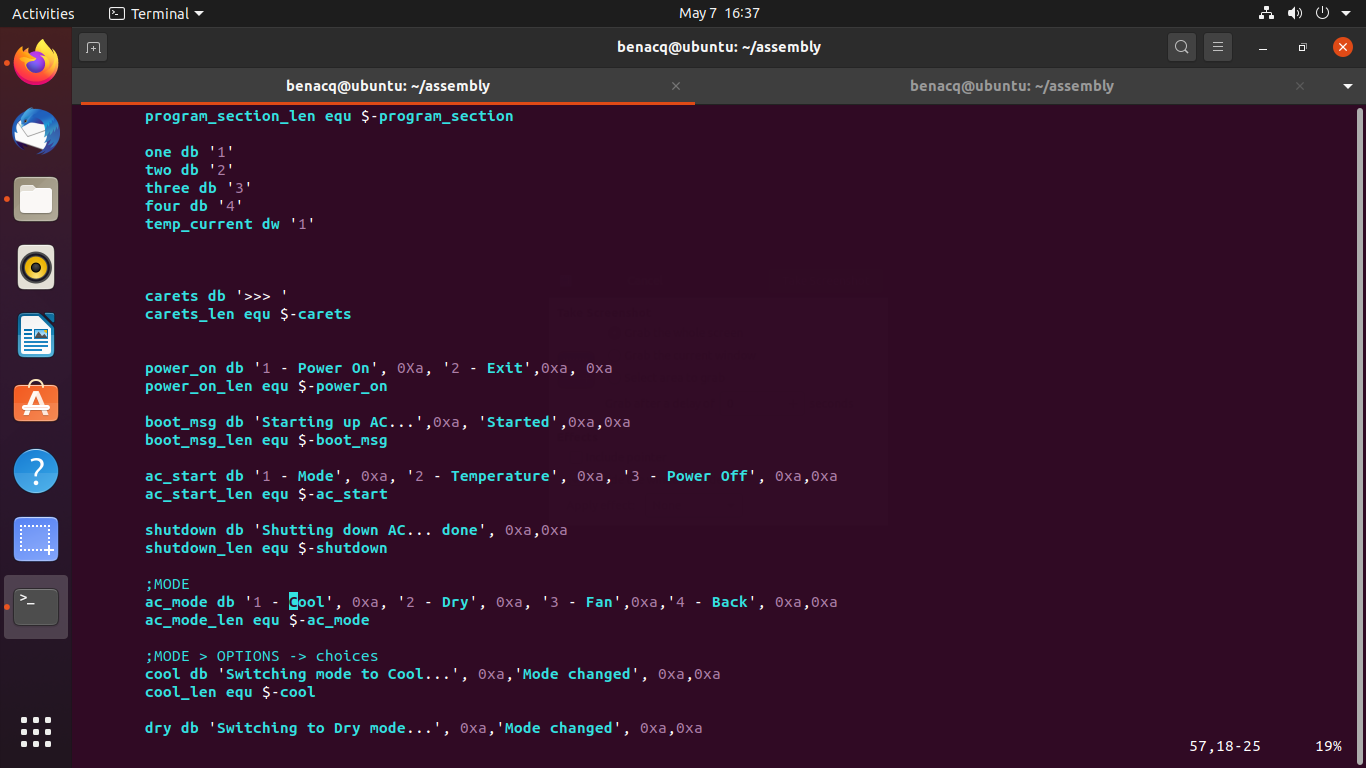 Activities
Terminal
May 7 16:37
benacq@ubuntu: ~/assembly
benacq@ubuntu: ~/assembly
benacq@ubuntu: ~/assembly
program_section_len equ $-program_section
one db '1'
two db '2'
three db '3'
four db '4'
temp_current dw '1'
carets db '>>> '
carets_len equ $-carets
power_on db '1 - Power On', 0Xa, '2 - Exit',0xa, 0xa
power_on_len equ $-power_on
boot_msg db 'Starting up AC...',0xa, 'Started',0xa,0xa
boot_msg_len equ $-boot_msg
ac_start db '1 - Mode', 0xa, '2 - Temperature', 0xa, '3 - Power Off', 0xa,0xa
ac_start_len equ $-ac_start
shutdown db 'Shutting down AC... done', 0xa,0xa
shutdown_len equ $-shutdown
;MODE
ac_mode db '1 - Cool', 0xa, '2 - Dry', 0xa, '3 - Fan',0xa,'4 - Back', 0xa,0xa
ac_mode_len equ $-ac_mode
;MODE > OPTIONS -> choices
cool db 'Switching mode to Cool...', 0xa,'Mode changed', 0xa,0xa
cool_len equ $-cool
dry db 'Switching to Dry mode...', 0xa,'Mode changed', 0xa,0xa
57,18-25
19%